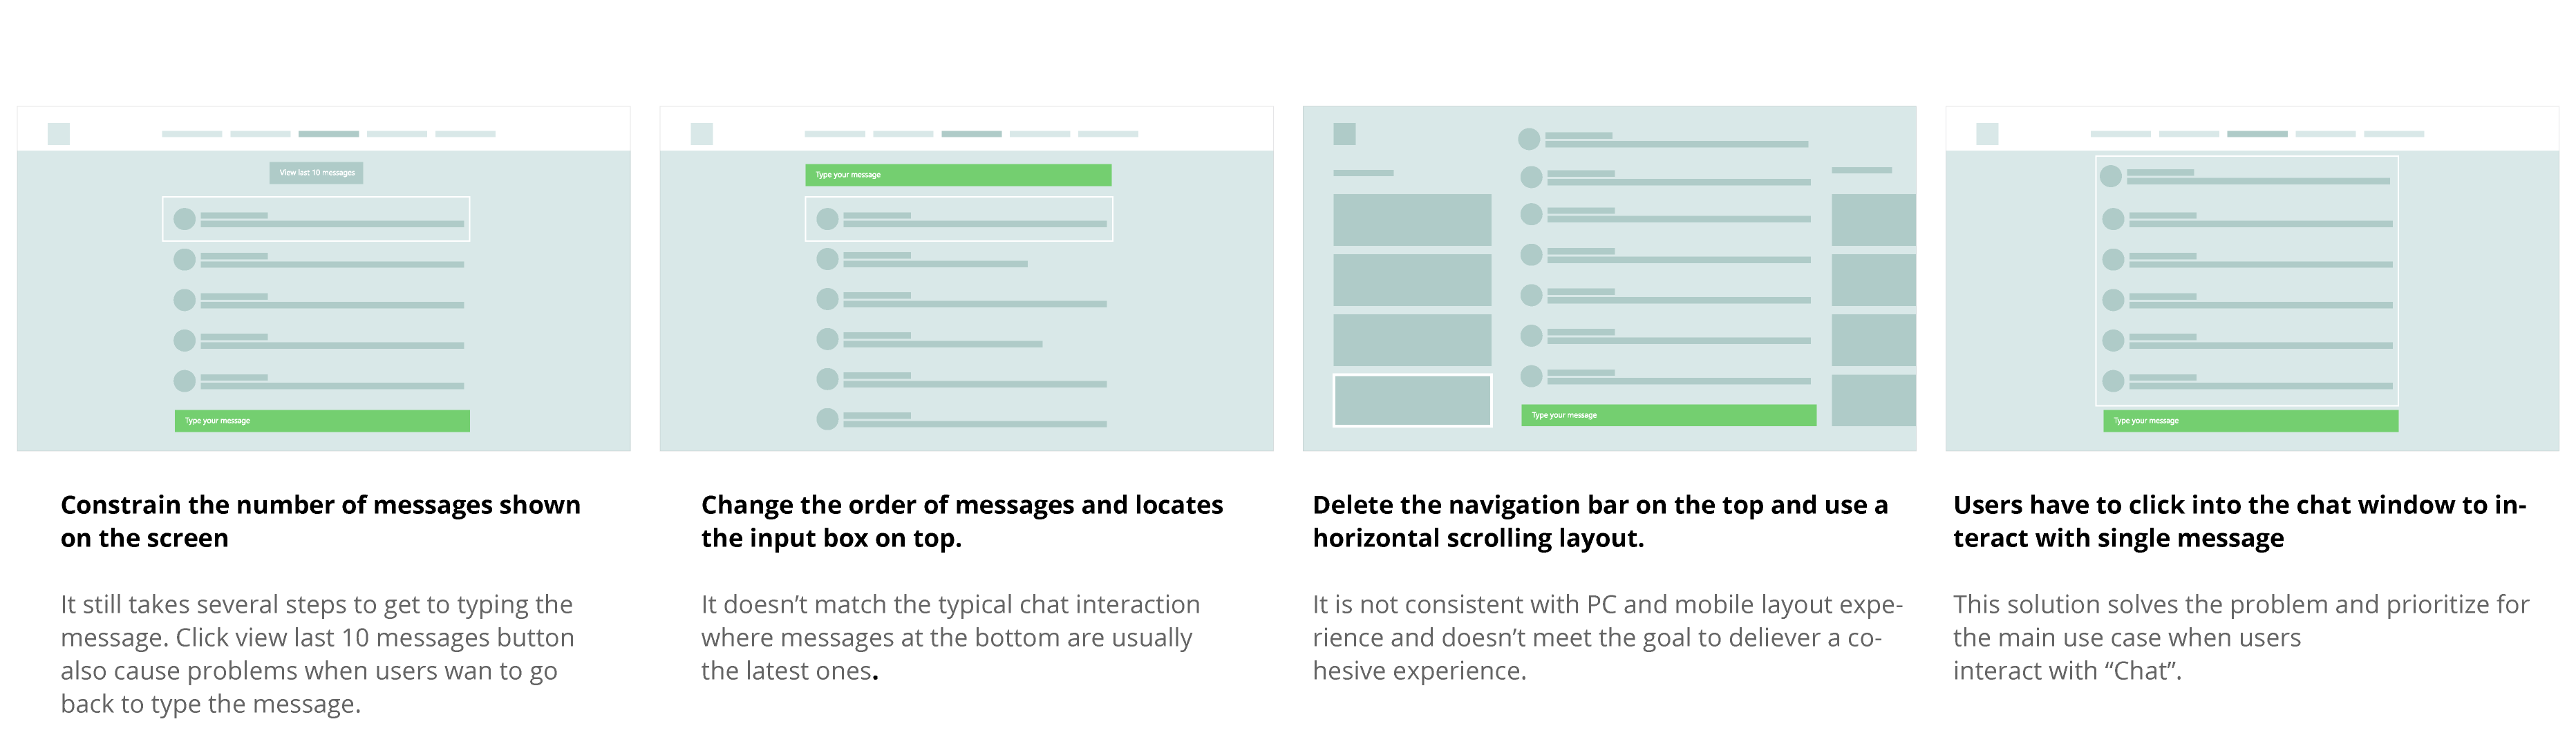 View last 10 messages
Type your message
Type your message
Type your message
Type your message
Constrain the number of messages shown
on the screen
It still takes several steps to get to typing the
message. Click view last 10 messages button
also cause problems when users wan to go
back to type the message.
Change the order of messages and locates
the input box on top.
It doesn’t match the typical chat interaction
where messages at the bottom are usually
the latest ones.
Delete the navigation bar on the top and use a
horizontal scrolling layout.
It is not consistent with PC and mobile layout expe-
rience and doesn’t meet the goal to deliever a co-
hesive experience.
Users have to click into the chat window to in-
teract with single message
This solution solves the problem and prioritize for
the main use case when users
interact with “Chat”.